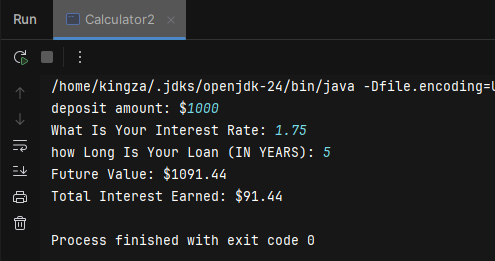 Run Calculator2
/home/kingza/.jdks/openjdk-24/bin/java -Dfile.encoding=
deposit amount: $1000
What Is Your Interest Rate: 1.75
how Long Is Your Loan (IN YEARS): 5
Future Value: $1091.44
Total Interest Earned: $91.44
Process finished with exit code 0